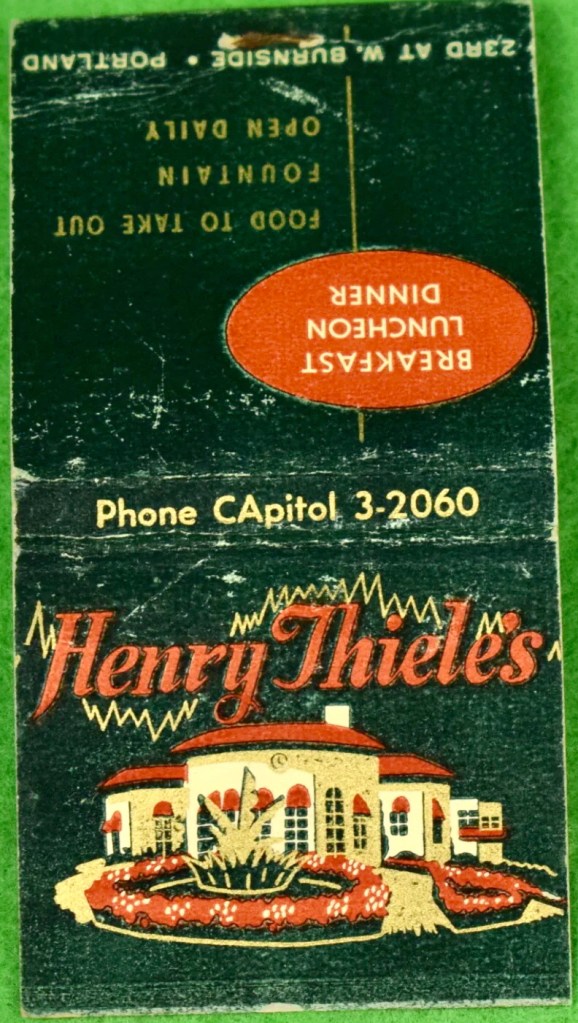 23RD AT W. BURNSIDE • PORTLAND
OPEN DAILY
FOUNTAIN
FOOD TO TAKE OUT
BREAKFAST
LUNCHEON
DINNER
Phone CApitol 3-2060
Henry Thiele's